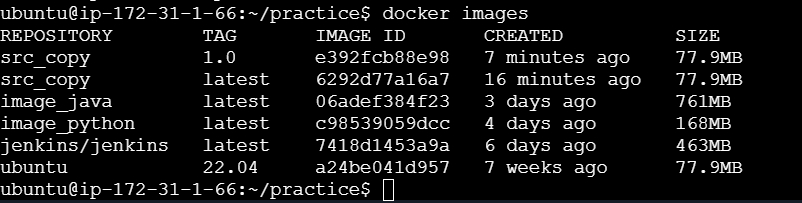 ubuntu@ip-172-31-1-66:~/practice$ docker images
REPOSITORY TAG IMAGE ID CREATED SIZE
src_copy 1.0 e392fcb88e98 7 minutes ago 77.9MB
src_copy latest 6292d77a16a7 16 minutes ago 77.9MB
image_java latest 06adef384f23 3 days ago 761MB
image_python latest c98539059dcc 4 days ago 168MB
jenkins/jenkins latest 7418d1453a9a 6 days ago 463MB
ubuntu 22.04 a24be041d957 7 weeks ago 77.9MB
ubuntu@ip-172-31-1-66:~/practice$